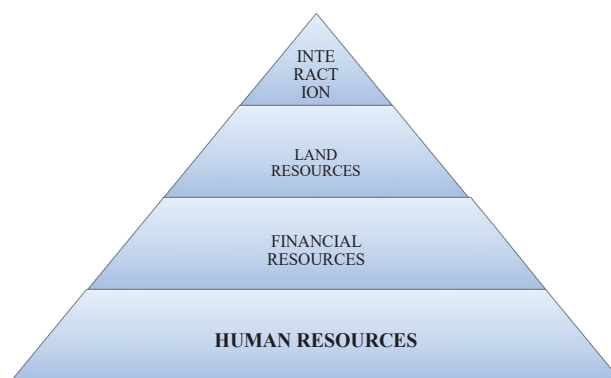 INTE
RACT
ION
LAND
RESOURCES
FINANCIAL
RESOURCES
HUMAN RESOURCES